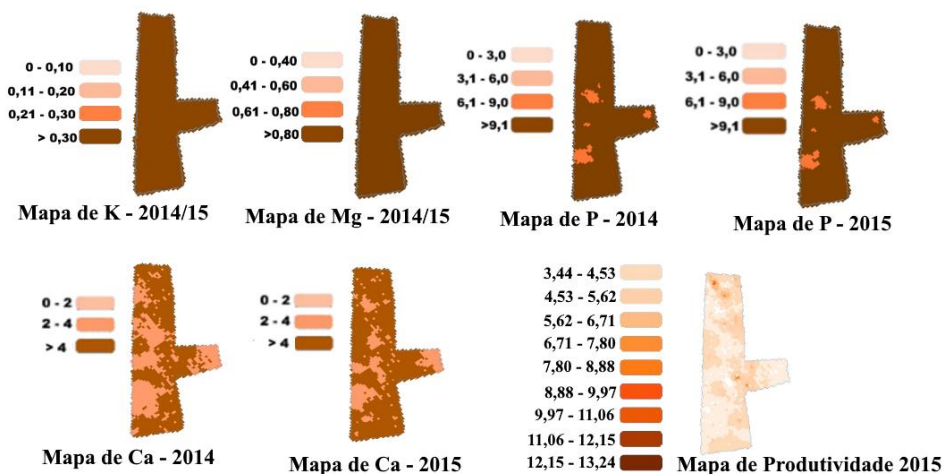 0 - 0,10
0,11 - 0,20
0,21 - 0,30
> 0,30
Mapa de K - 2014/15
0 - 0,40
0,41 - 0,60
0,61 - 0,80
>0,80
Mapa de Mg - 2014/15
0 - 3,0
3,1 - 6,0
6,1 - 9,0
>9,1
Mapa de P - 2014
0 - 3,0
3,1 - 6,0
6,1 - 9,0
>9,1
Mapa de P - 2015
0 - 2
2 - 4
> 4
Mapa de Ca - 2014
0 - 2
2 - 4
> 4
Mapa de Ca - 2015
3,44 - 4,53
4,53 - 5,62
5,62 - 6,71
6,71 - 7,80
7,80 - 8,88
8,88 - 9,97
9,97 - 11,06
11,06 - 12,15
12,15 - 13,24
Mapa de Produtividade 2015